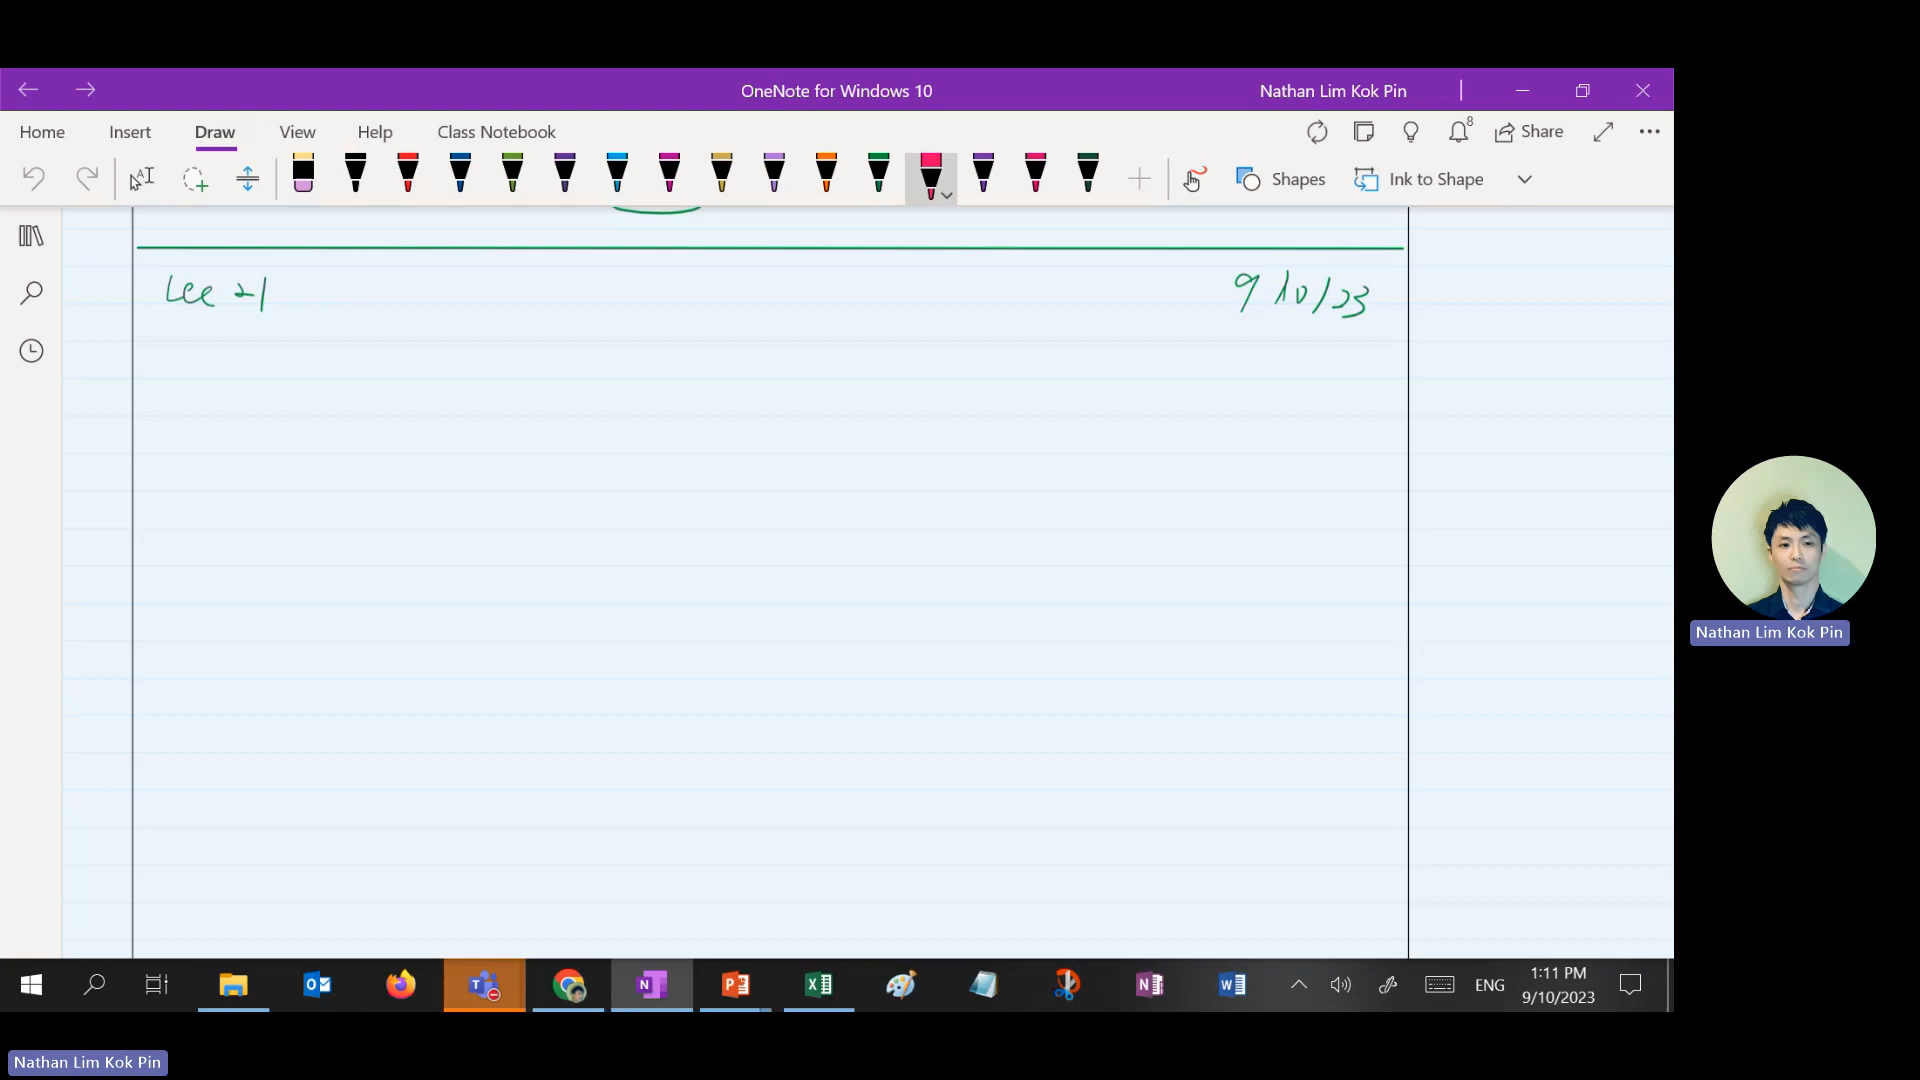 OneNote for Windows 10
Nathan Lim Kok Pin
Home Insert Draw View Help Class Notebook
8
Share
Shapes
Ink to Shape
Lec 21
9/10/23
Nathan Lim Kok Pin
ENG
1:11 PM
9/10/2023
Nathan Lim Kok Pin